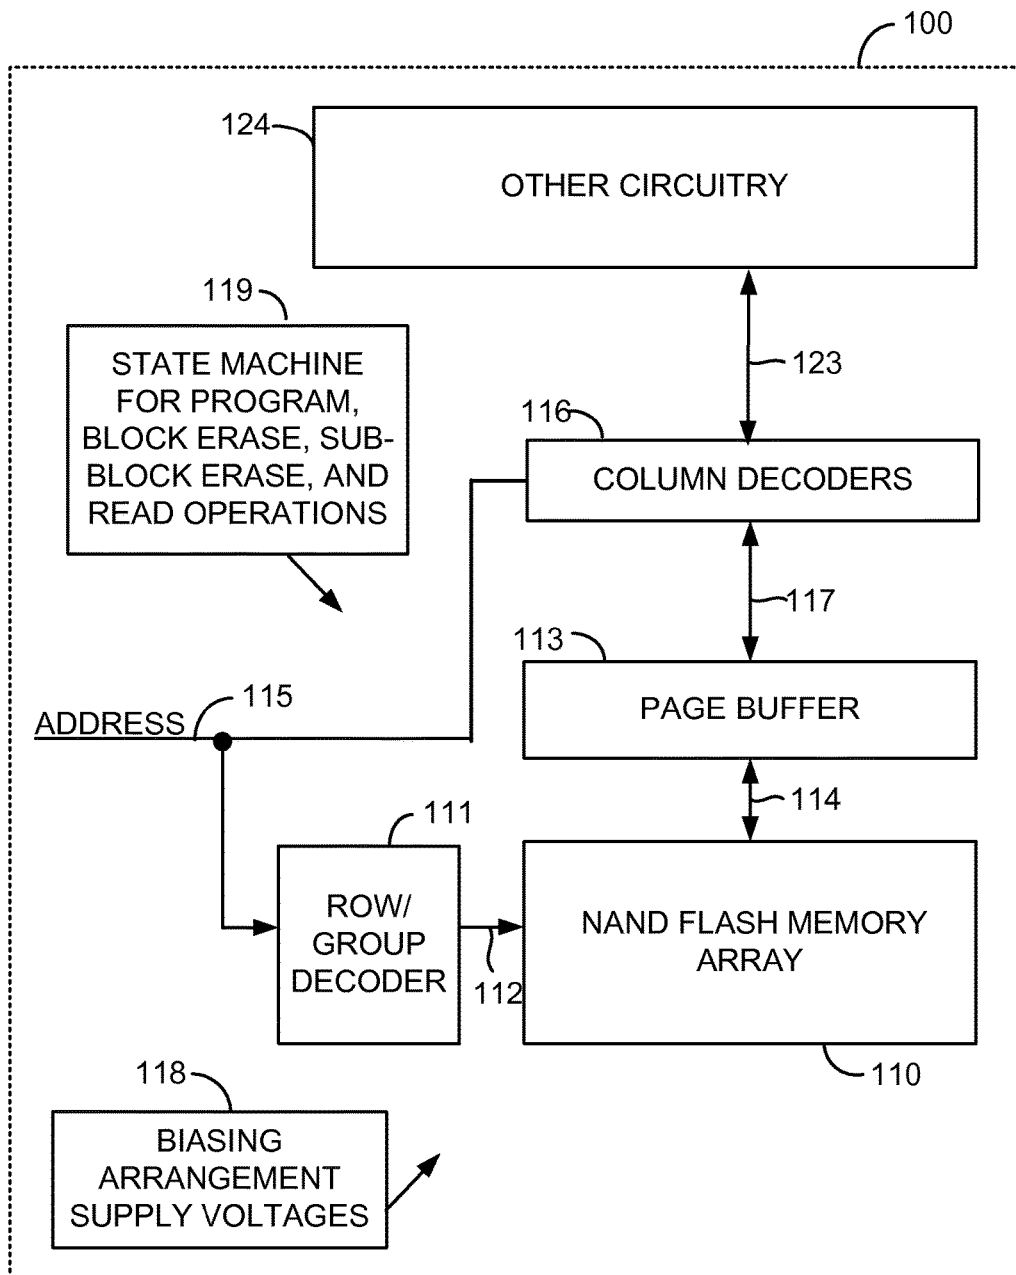 100
124
OTHER CIRCUITRY
119
STATE MACHINE
FOR PROGRAM,
BLOCK ERASE, SUB-
BLOCK ERASE, AND
READ OPERATIONS
123
116
COLUMN DECODERS
117
113
PAGE BUFFER
115
ADDRESS
114
111
ROW/
GROUP
DECODER
112
NAND FLASH MEMORY
ARRAY
110
118
BIASING
ARRANGEMENT
SUPPLY VOLTAGES